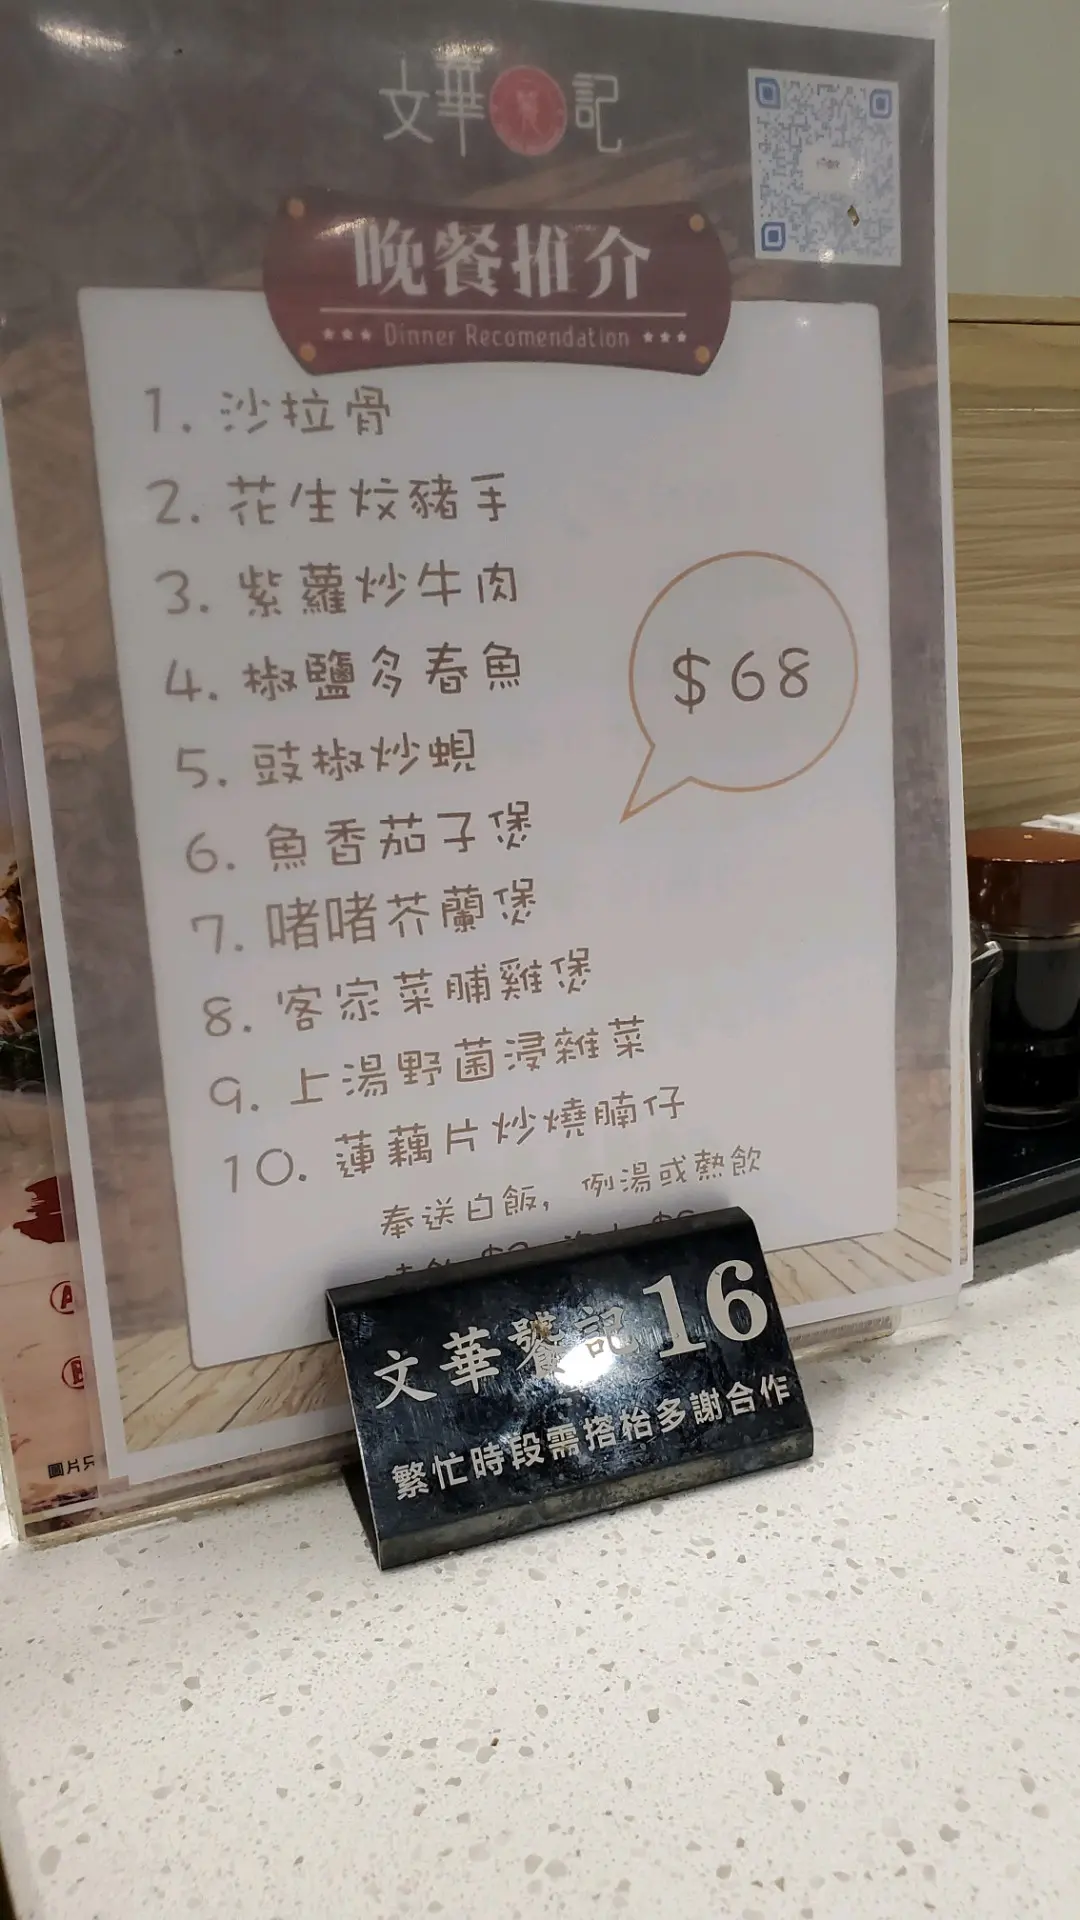 文華餐記
晚餐推介
Dinner Recomendation
1. 沙拉骨
2. 花生炆豬手
3. 紫蘿炒牛肉
4. 椒鹽多春魚
5. 豉椒炒蜆
6. 魚香茄子煲
7. 啫啫芥蘭煲
8. 客家菜脯雞煲
9. 上湯野菌浸雜菜
10. 蓮藕片炒燒腩仔
$68
奉送白飯, 例湯或熱飲
文華餐記 16
繁忙時段需搭枱多謝合作
圖片只